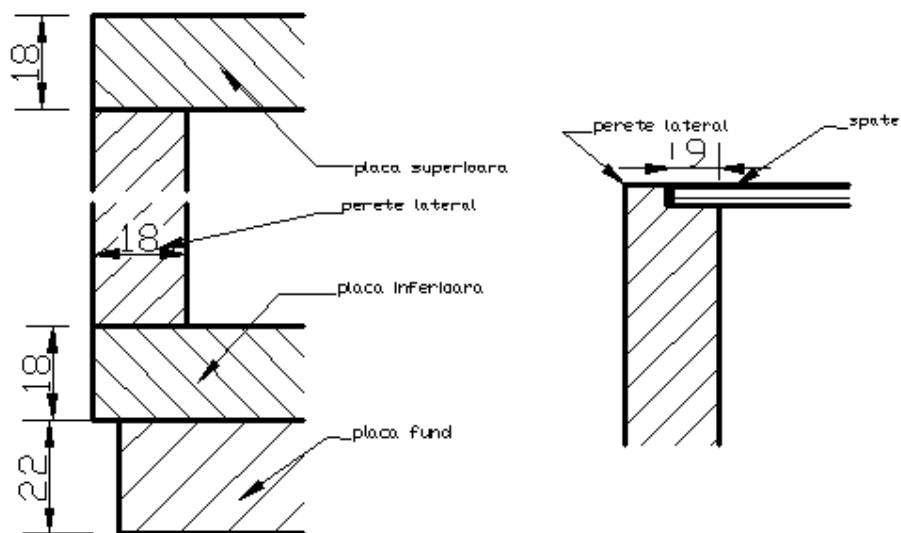 18
placa superioara
perete lateral
18
placa inferioara
18
placa fund
22
perete lateral
19
spate